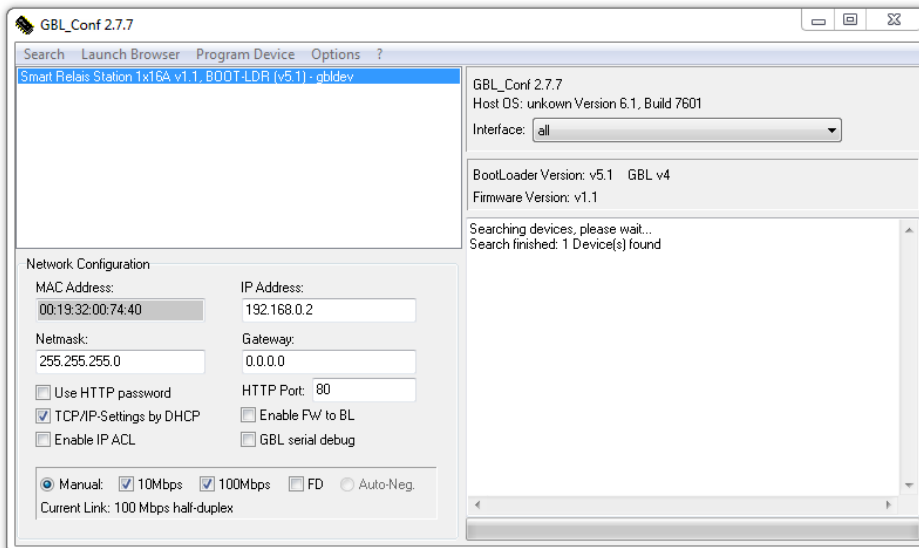 GBL_Conf 2.7.7
Search Launch Browser Program Device Options ?
Smart Relais Station 1x16A v1.1, BOOT-LDR (v5.1) - gbldev
GBL_Conf 2.7.7
Host OS: unkown Version 6.1, Build 7601
Interface: all
BootLoader Version: v5.1 GBL v4
Firmware Version: v1.1
Searching devices, please wait...
Search finished: 1 Device(s) found
Network Configuration
MAC Address: IP Address:
00:19:32:00:74:40 192.168.0.2
Netmask: Gateway:
255.255.255.0 0.0.0.0
Use HTTP password HTTP Port: 80
TCP/IP-Settings by DHCP Enable FW to BL
Enable IP ACL GBL serial debug
Manual: 10Mbps 100Mbps FD Auto-Neg.
Current Link: 100 Mbps half-duplex